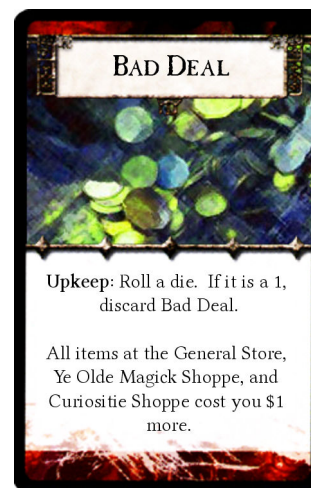 BAD DEAL
Upkeep: Roll a die. If it is a 1,
discard Bad Deal.
All items at the General Store,
Ye Olde Magick Shoppe, and
Curiositie Shoppe cost you $1
more.